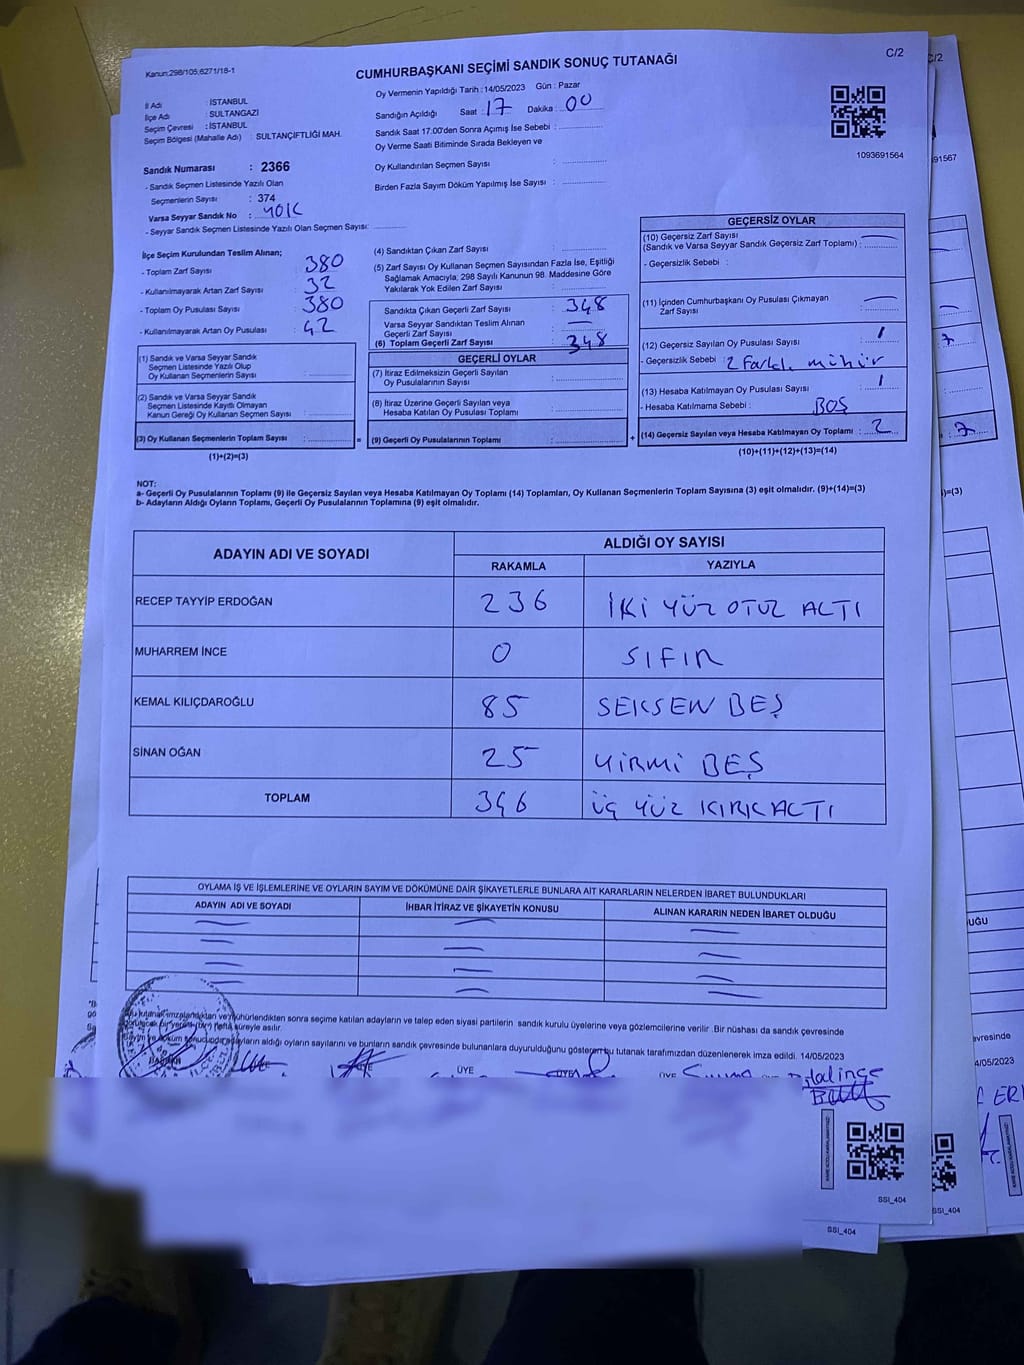 Kanun:298/105;6271/18-1
CUMHURBAŞKANI SEÇİMİ SANDIK SONUÇ TUTANAĞI
C/2
İl Adı : İSTANBUL
İlçe Adı : SULTANGAZİ
Seçim Çevresi : İSTANBUL
Seçim Bölgesi (Mahalle Adı) : SULTANÇİFTLİĞİ MAH.
Sandık Numarası : 2366
- Sandık Seçmen Listesinde Yazılı Olan
Seçmenlerin Sayısı : 374
Varsa Seyyar Sandık No : YOK
- Seyyar Sandık Seçmen Listesinde Yazılı Olan Seçmen Sayısı:
Oy Vermenin Yapıldığı Tarih : 14/05/2023 Gün : Pazar
Sandığın Açıldığı Saat : 17 Dakika : 00
Sandık Saat 17:00'den Sonra Açımış İse Sebebi :
Oy Verme Saati Bitiminde Sırada Bekleyen ve
Oy Kullandırılan Seçmen Sayısı :
Birden Fazla Sayım Döküm Yapılmış İse Sayısı :
1093691564
İlçe Seçim Kurulundan Teslim Alınan;
- Toplam Zarf Sayısı : 380
- Kullanılmayarak Artan Zarf Sayısı : 32
- Toplam Oy Pusulası : 380
- Kullanılmayarak Artan Oy Pusulası : 42
(1) Sandık ve Varsa Seyyar Sandık
Seçmen Listesinde Yazılı Olup
Oy Kullanan Seçmenlerin Sayısı :
(2) Sandık ve Varsa Seyyar Sandık
Seçmen Listesinde Kayıtlı Olmayan
Kanun Gereği Oy Kullanan Seçmen Sayısı :
(3) Oy Kullanan Seçmenlerin Toplam Sayısı : =
(1)+(2)=(3)
(4) Sandıktan Çıkan Zarf Sayısı :
(5) Zarf Sayısı Oy Kullanan Seçmen Sayısından Fazla İse, Eşitliği
Sağlamak Amacıyla; 298 Sayılı Kanunun 98. Maddesine Göre
Yakılarak Yok Edilen Zarf Sayısı :
Sandıkta Çıkan Geçerli Zarf Sayısı : 348
Varsa Seyyar Sandıktan Teslim Alınan
Geçerli Zarf Sayısı :
(6) Toplam Geçerli Zarf Sayısı : 348
GEÇERLİ OYLAR
(7) İtiraz Edilmeksizin Geçerli Sayılan
Oy Pusulalarının Sayısı :
(8) İtiraz Üzerine Geçerli Sayılan veya
Hesaba Katılan Oy Pusulası Toplamı :
(9) Geçerli Oy Pusulalarının Toplamı : +
GEÇERSİZ OYLAR
(10) Geçersiz Zarf Sayısı
(Sandık ve Varsa Seyyar Sandık Geçersiz Zarf Toplamı) :
- Geçersizlik Sebebi :
(11) İçinden Cumhurbaşkanı Oy Pusulası Çıkmayan
Zarf Sayısı :
(12) Geçersiz Sayılan Oy Pusulası Sayısı : 1
- Geçersizlik Sebebi : 2 Farklı mühür
(13) Hesaba Katılmayan Oy Pusulası Sayısı : 1
- Hesaba Katılmama Sebebi : BOŞ
(14) Geçersiz Sayılan veya Hesaba Katılmayan Oy Toplamı : 2
(10)+(11)+(12)+(13)=(14)
NOT:
a- Geçerli Oy Pusulalarının Toplamı (9) ile Geçersiz Sayılan veya Hesaba Katılmayan Oy Toplamı (14) Toplamları, Oy Kullanan Seçmenlerin Toplam Sayısına (3) eşit olmalıdır. (9)+(14)=(3)
b- Adayların Aldığı Oyların Toplamı, Geçerli Oy Pusulalarının Toplamına (9) eşit olmalıdır.
ADAYIN ADI VE SOYADI ALDIĞI OY SAYISI
RAKAMLA YAZIYLA
RECEP TAYYİP ERDOĞAN 236 İKİ YÜZ OTUZ ALTI
MUHARREM İNCE 0 SIFIR
KEMAL KILIÇDAROĞLU 85 SEKSEN BEŞ
SİNAN OĞAN 25 YİRMİ BEŞ
TOPLAM 346 ÜÇ YÜZ KIRK ALTI
OYLAMA İŞ VE İŞLEMLERİNE VE OYLARIN SAYIM VE DÖKÜMÜNE DAİR ŞİKAYETLERLE BUNLARA AİT KARARLARIN NELERDEN İBARET BULUNDUKLARI
ADAYIN ADI VE SOYADI İHBAR İTİRAZ VE ŞİKAYETİN KONUSU ALINAN KARARIN NEDEN İBARET OLDUĞU
tutanak imzalandıktan ve mühürlendikten sonra seçime katılan adayların ve talep eden siyasi partilerin sandık kurulu üyelerine veya gözlemcilerine verilir. Bir nüshası da sandık çevresinde
bir hafta süreyle asılır.
adayların aldığı oyların sayılarını ve bunların sandık çevresinde bulunanlara duyurulduğunu gösteren bu tutanak tarafımızdan düzenlenerek imza edildi. 14/05/2023
ÜYE ÜYE ÜYE
SSI_404
SSI_404
SSI_404
C/2
91567
)=(3)
UĞU
evresinde
4/05/2023